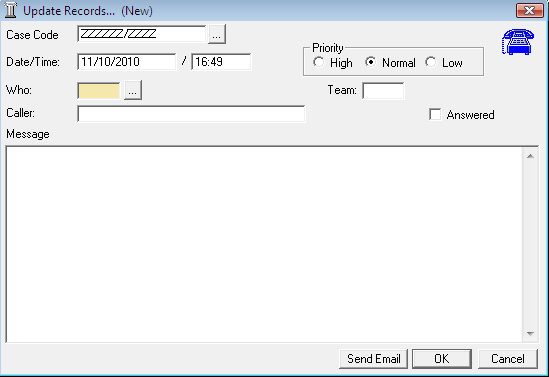 Update Records... (New)
Case Code ZZZZZZZ/ZZZZ ...
Priority
Date/Time: 11/10/2010 / 16:49
High Normal Low
Who: ... Team:
Caller: Answered
Message
Send Email OK Cancel